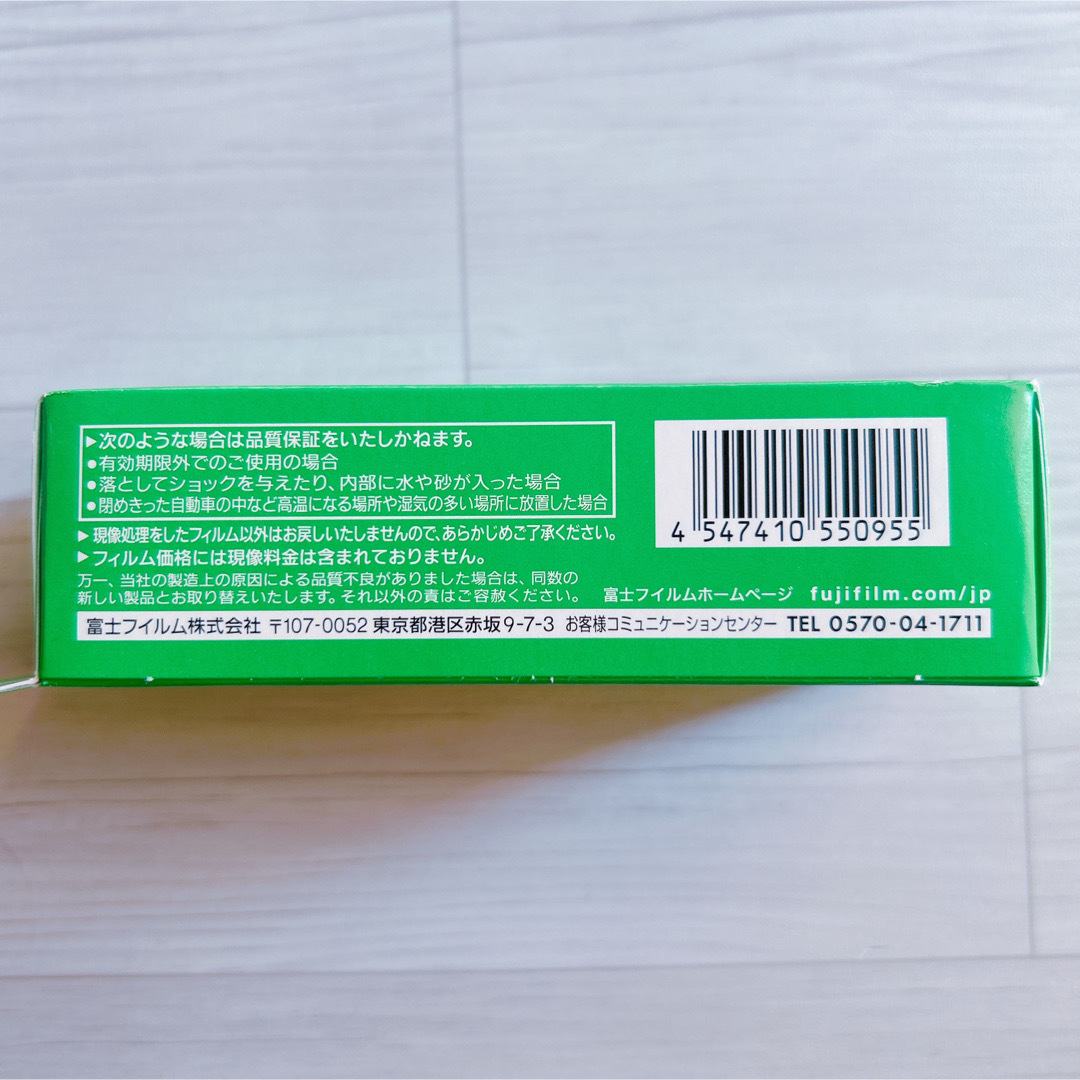 ▶次のような場合は品質保証をいたしかねます。
●有効期限外でのご使用の場合
●落としてショックを与えたり、内部に水や砂が入った場合
●閉めきった自動車の中など高温になる場所や湿気の多い場所に放置した場合
▶現像処理をしたフィルム以外はお戻しいたしませんので、あらかじめご了承ください。
▶フィルム価格には現像料金は含まれておりません。
万一、当社の製造上の原因による品質不良がありました場合は、同数の
新しい製品とお取り替えいたします。それ以外の責はご容赦ください。
富士フイルムホームページ fujifilm.com/jp
富士フイルム株式会社 〒107-0052 東京都港区赤坂9-7-3 お客様コミュニケーションセンター TEL 0570-04-1711
4 547410 550955